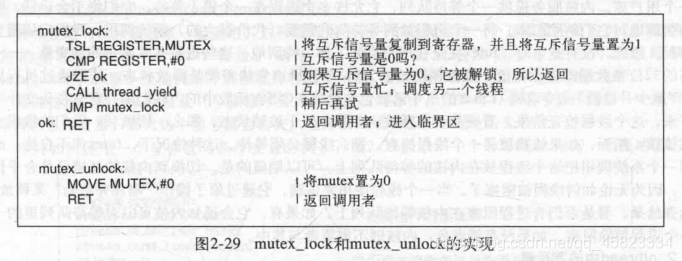 mutex_lock:
TSL REGISTER,MUTEX | 将互斥信号量复制到寄存器,并且将互斥信号量置为1
CMP REGISTER,#0 | 互斥信号量是0吗?
JZE ok | 如果互斥信号量为0,它被解锁,所以返回
CALL thread_yield | 互斥信号量忙,调度另一个线程
JMP mutex_lock | 稍后再试
ok: RET | 返回调用者,进入临界区
mutex_unlock:
MOVE MUTEX,#0 | 将mutex置为0
RET | 返回调用者
图2-29 mutex_lock和mutex_unlock的实现